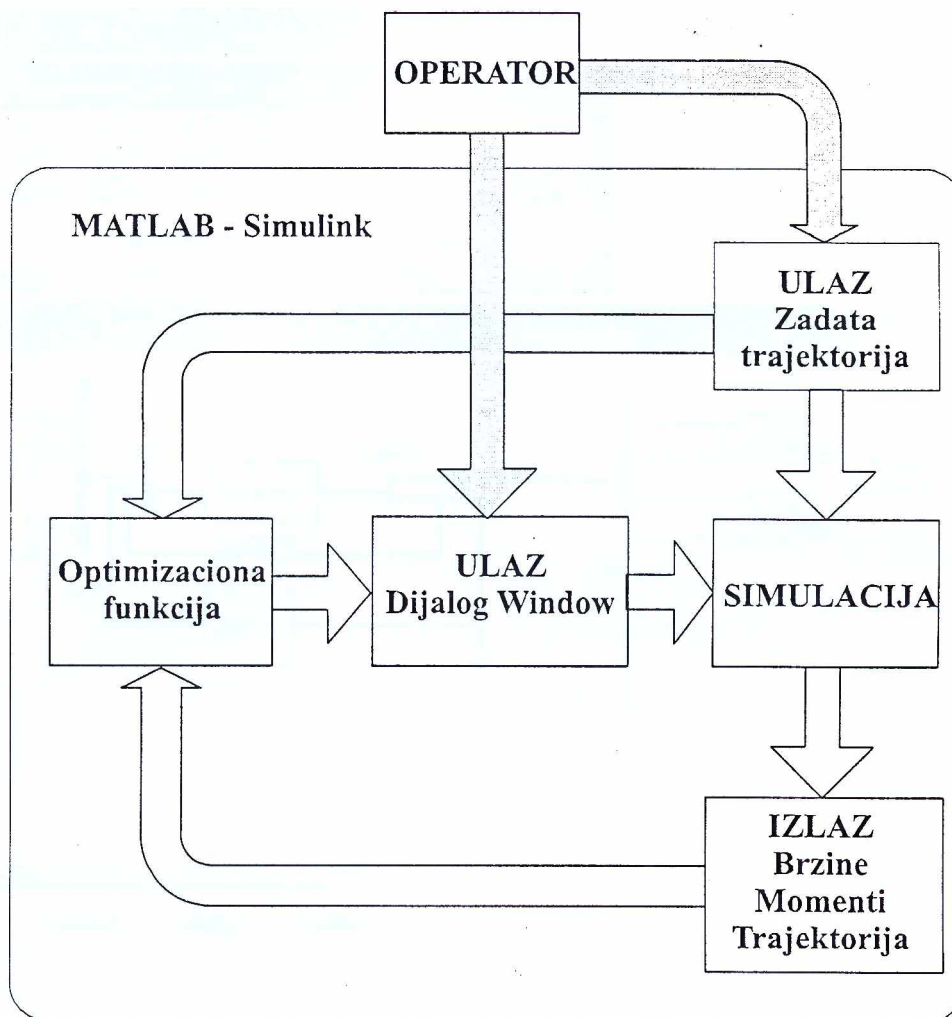 OPERATOR
MATLAB - Simulink
ULAZ
Zadata
trajektorija
Optimizaciona
funkcija
ULAZ
Dijalog Window
SIMULACIJA
IZLAZ
Brzine
Momenti
Trajektorija